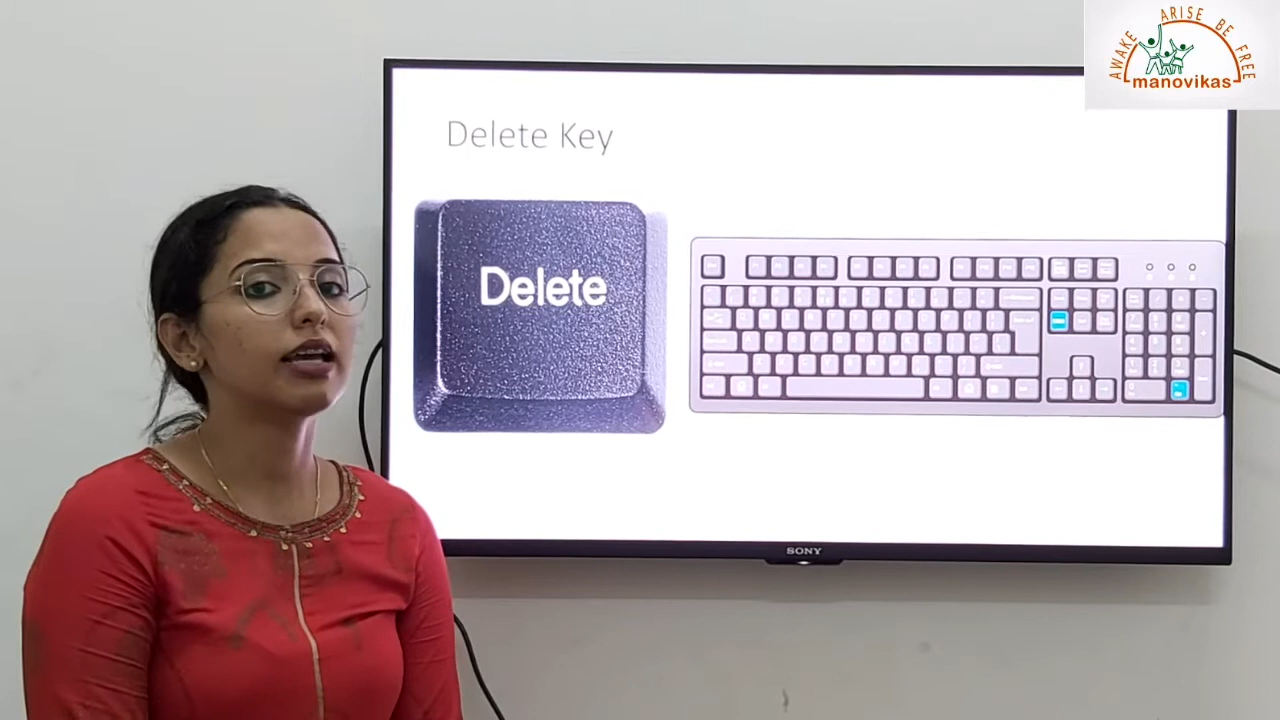 AWAKE ARISE BE FREE
manovikas
Delete Key
Delete
SONY